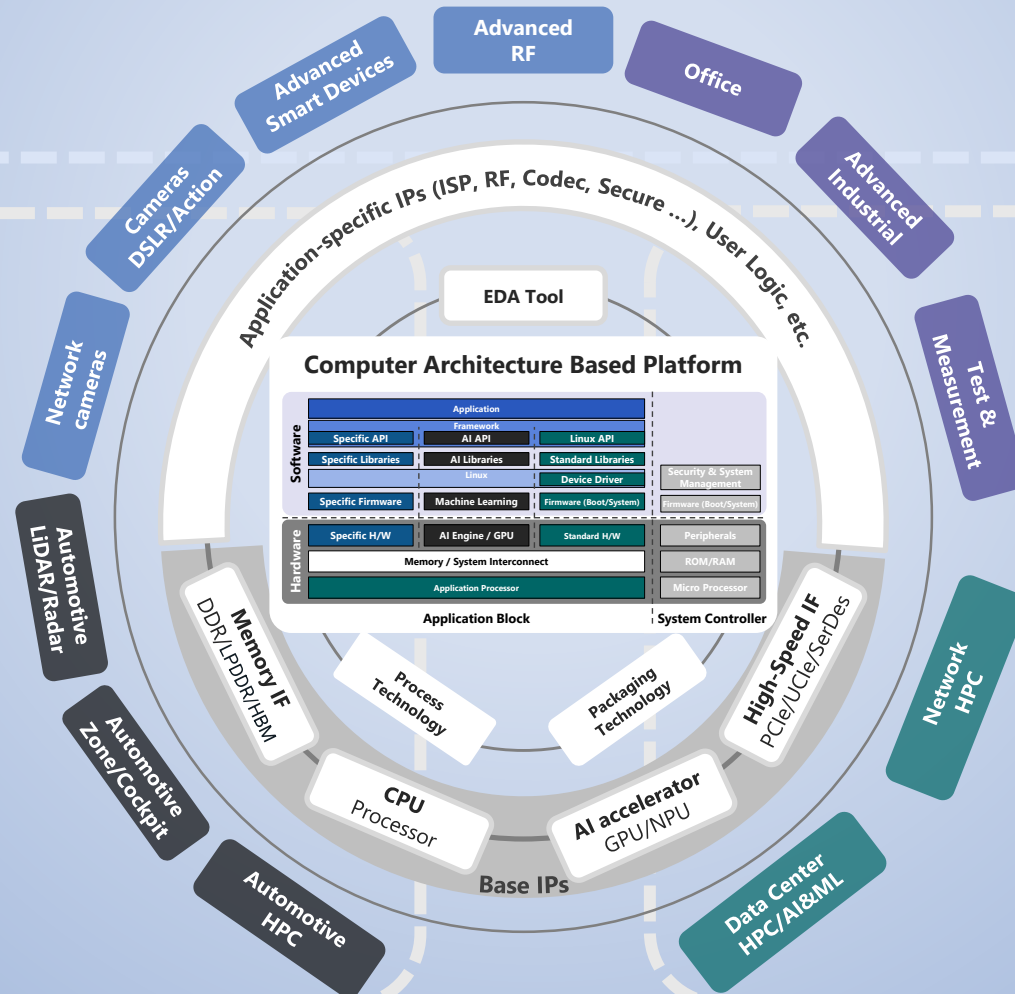 Advanced
RF
Advanced
Smart Devices
Office
Cameras
DSLR/Action
Advanced
Industrial
Network
cameras
Test &
Measurement
Automotive
LiDAR/Radar
Automotive
Zone/Cockpit
Automotive
HPC
Network
HPC
Data Center
HPC/AI&ML
Application-specific IPs (ISP, RF, Codec, Secure ...), User Logic, etc.
EDA Tool
Computer Architecture Based Platform
Software
Application
Framework
Specific API
AI API
Linux API
Specific Libraries
AI Libraries
Standard Libraries
Linux
Device Driver
Security & System
Management
Specific Firmware
Machine Learning
Firmware (Boot/System)
Firmware (Boot/System)
Hardware
Specific H/W
AI Engine / GPU
Standard H/W
Peripherals
Memory / System Interconnect
ROM/RAM
Application Processor
Micro Processor
Application Block
System Controller
Process
Technology
Packaging
Technology
Memory IF
DDR/LPDDR/HBM
CPU
Processor
AI accelerator
GPU/NPU
High-Speed IF
PCIe/UCIe/SerDes
Base IPs